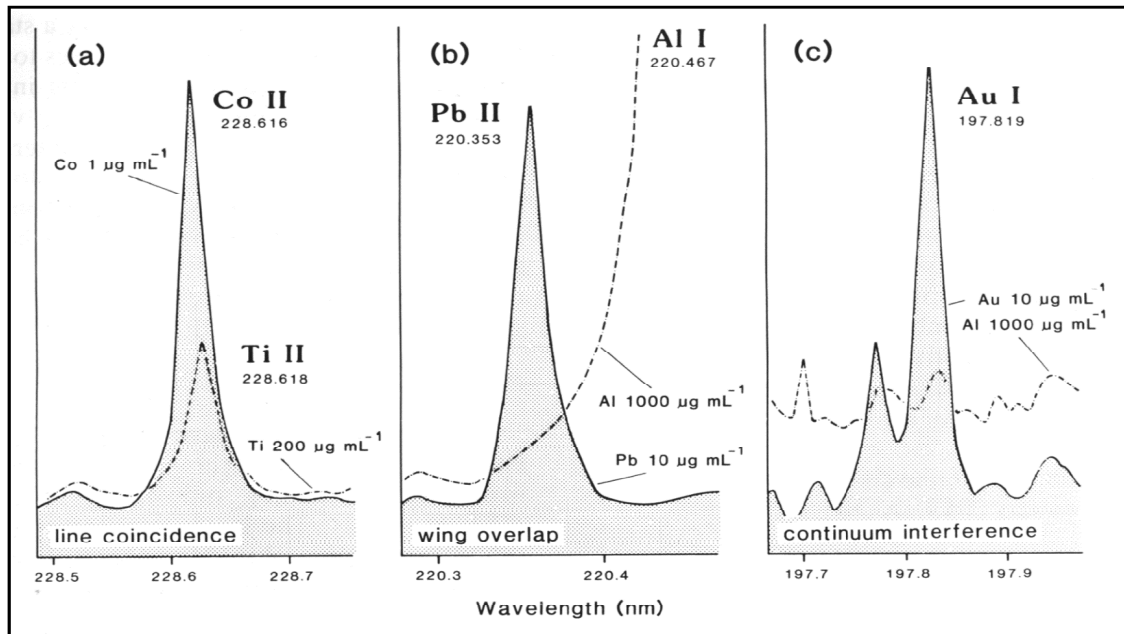 (a)
Co II
228.616
Co 1 µg mL⁻¹
Ti II
228.618
Ti 200 µg mL⁻¹
line coincidence
228.5
228.6
228.7
(b)
Al I
220.467
Pb II
220.353
Al 1000 µg mL⁻¹
Pb 10 µg mL⁻¹
wing overlap
220.3
220.4
(c)
Au I
197.819
Au 10 µg mL⁻¹
Al 1000 µg mL⁻¹
continuum interference
197.7
197.8
197.9
Wavelength (nm)